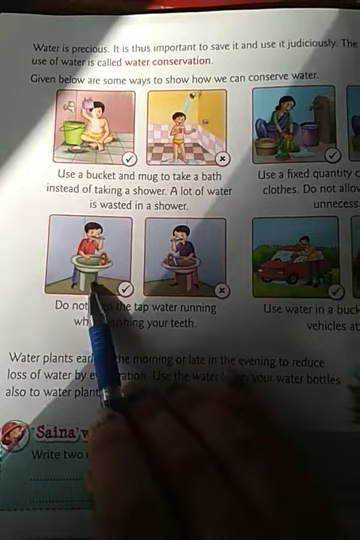 Water is precious. It is thus important to save it and use it judiciously. The
use of water is called water conservation.
Given below are some ways to show how we can conserve water.
Use a bucket and mug to take a bath
instead of taking a shower. A lot of water
is wasted in a shower.
Use a fixed quantity
clothes. Do not
unnecess
Do not the tap water running
your teeth.
Use water in a
vehicles
Water plants the morning or late in the evening to reduce
loss of water by Use the water your water bottles
also to water
Saina
Write two